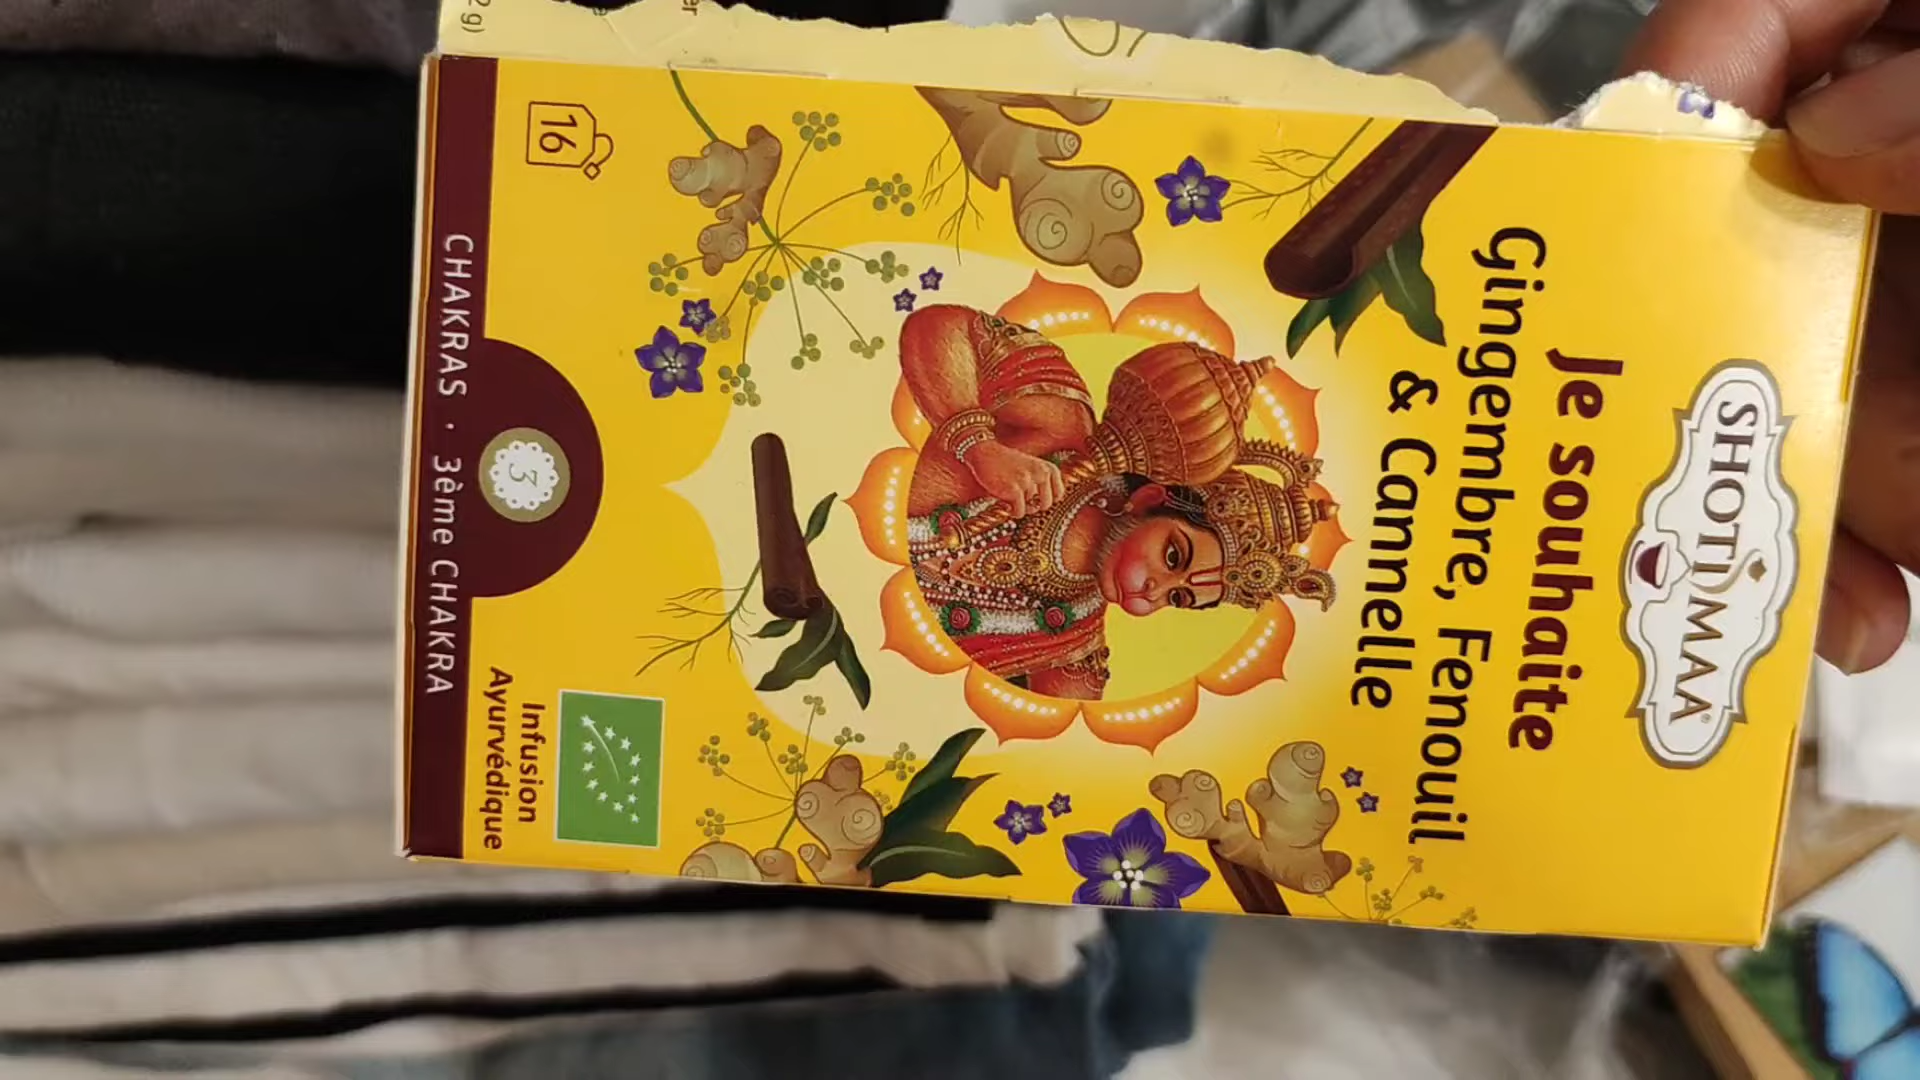 SHOTIMAA®
Je souhaite
Gingembre, Fenouil
& Cannelle
16
3
Infusion
Ayurvédique
CHAKRAS · 3ème CHAKRA